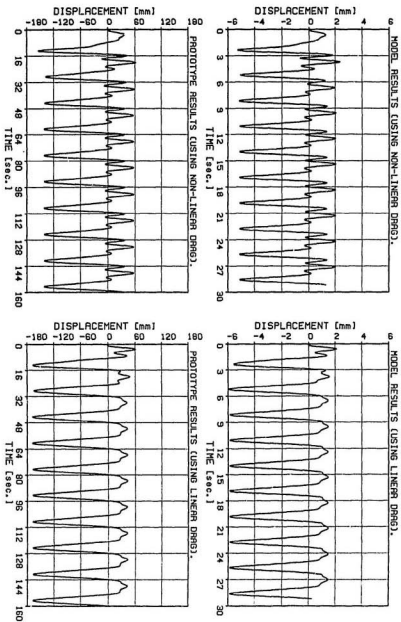 MODEL RESULTS (USING NON-LINEAR DRAG).
DISPLACEMENT [mm]
-6 -4 -2 0 2 4 6
0 3 6 9 12 15 18 21 24 27 30
TIME [sec.]
MODEL RESULTS (USING LINEAR DRAG).
DISPLACEMENT [mm]
-6 -4 -2 0 2 4 6
0 3 6 9 12 15 18 21 24 27 30
TIME [sec.]
PROTOTYPE RESULTS (USING NON-LINEAR DRAG).
DISPLACEMENT [mm]
-180 -120 -60 0 60 120 180
0 16 32 48 64 80 96 112 128 144 160
TIME [sec.]
PROTOTYPE RESULTS (USING LINEAR DRAG).
DISPLACEMENT [mm]
-180 -120 -60 0 60 120 180
0 16 32 48 64 80 96 112 128 144 160
TIME [sec.]